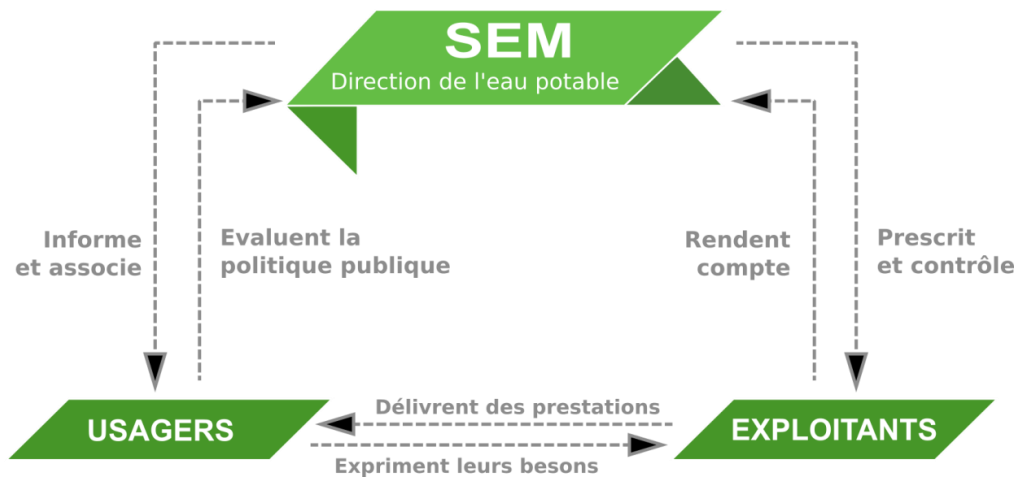 SEM
Direction de l'eau potable
Informe
et associe
Evaluent la
politique publique
Rendent
compte
Prescrit
et contrôle
Délivrent des prestations
USAGERS
EXPLOITANTS
Expriment leurs besons